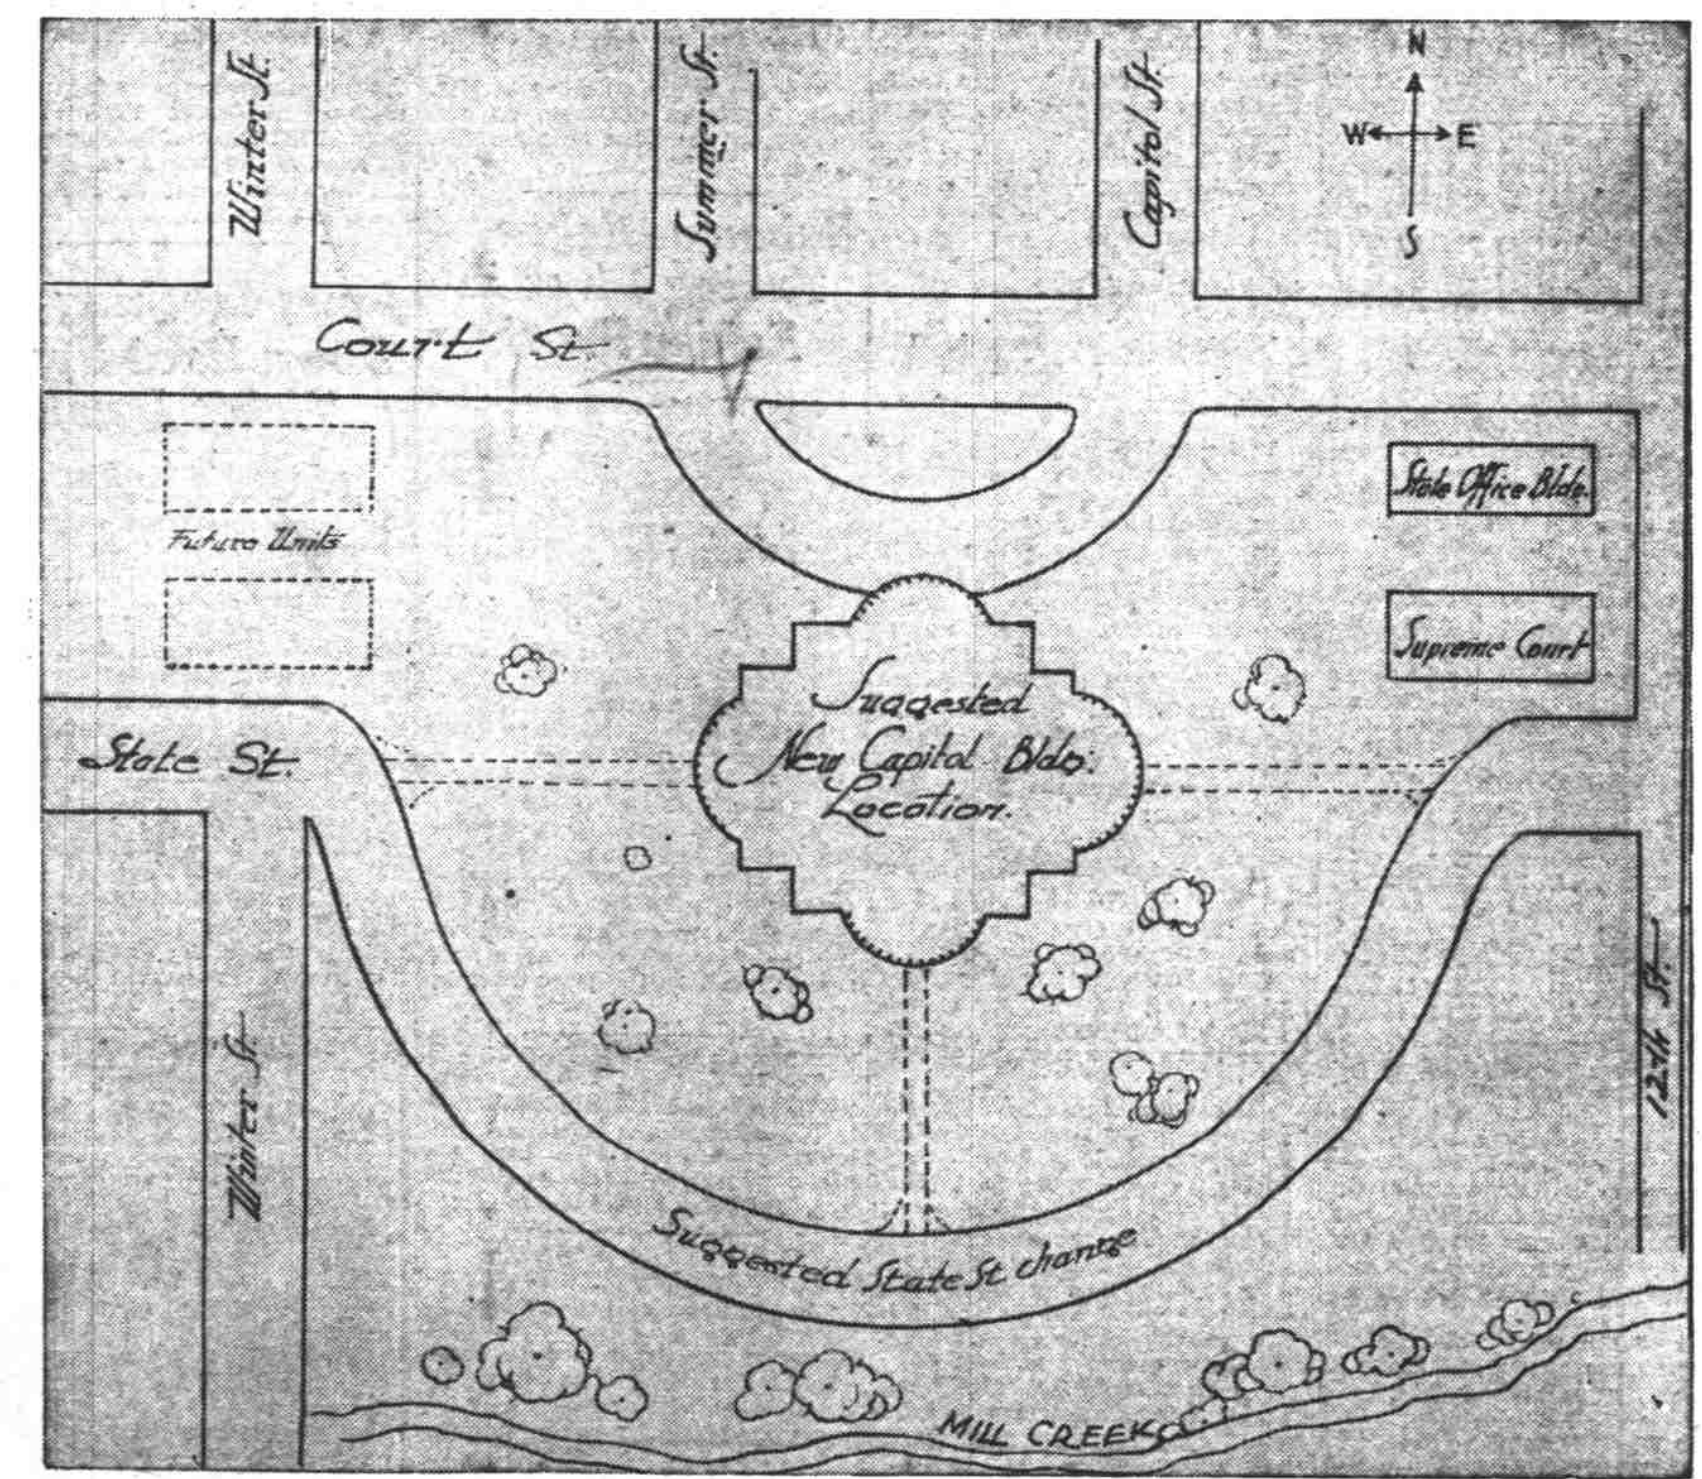 Winter St.
Summer St.
Capitol St.
N
W E
S
Court St.
State Office Bldg.
Future Units
Supreme Court
State St.
Suggested
New Capitol Bldg.
Location.
Winter St.
12th St.
Suggested State St. change
MILL CREEK